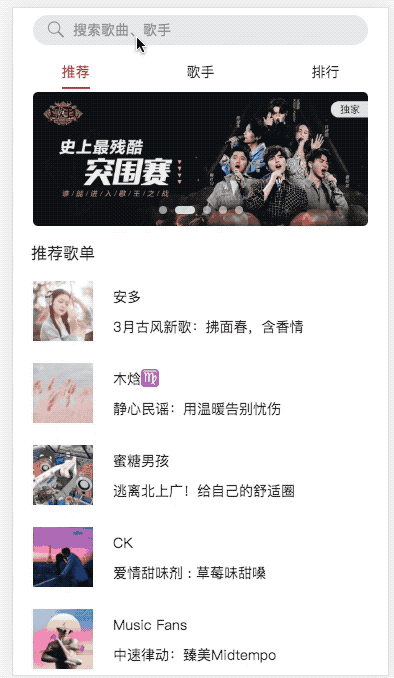 搜索歌曲、歌手
推荐
歌手
排行
独家
史上最残酷
突围赛
谁能进入歌王之战
推荐歌单
安多
3月古风新歌：拂面春，含香情
木焓♍
静心民谣：用温暖告别忧伤
蜜糖男孩
逃离北上广！给自己的舒适圈
CK
爱情甜味剂：草莓味甜嗓
Music Fans
中速律动：臻美Midtempo